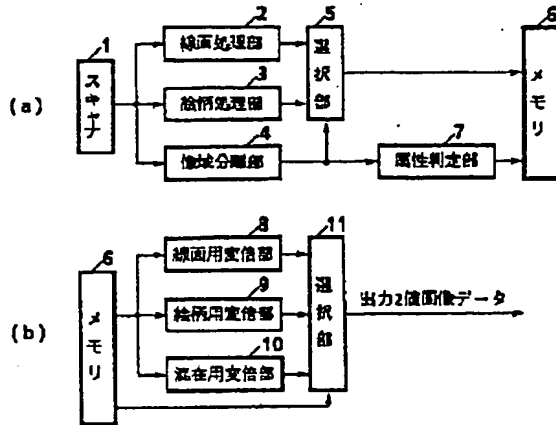 (a)
1
スキャナ
2
線画処理部
3
絵柄処理部
4
像域分離部
5
選択部
7
属性判定部
6
メモリ
(b)
6
メモリ
8
線画用変倍部
9
絵柄用変倍部
10
混在用変倍部
11
選択部
出力2値画像データ